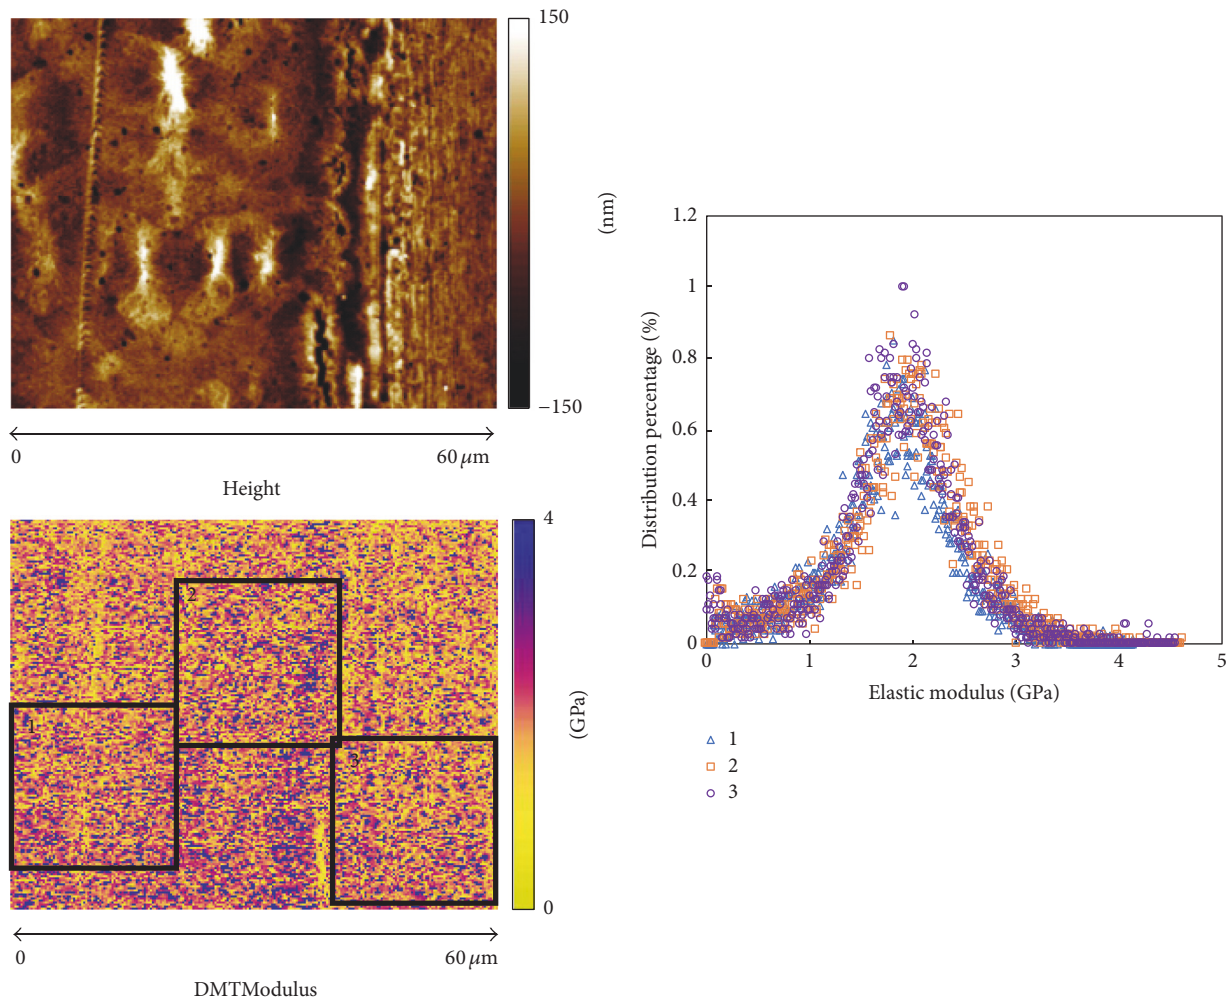 150
(nm)
−150
0
60 μm
Height
4
2
1
3
(GPa)
0
0
60 μm
DMTModulus
1.2
1
0.8
0.6
0.4
0.2
0
Distribution percentage (%)
0 1 2 3 4 5
Elastic modulus (GPa)
1
2
3